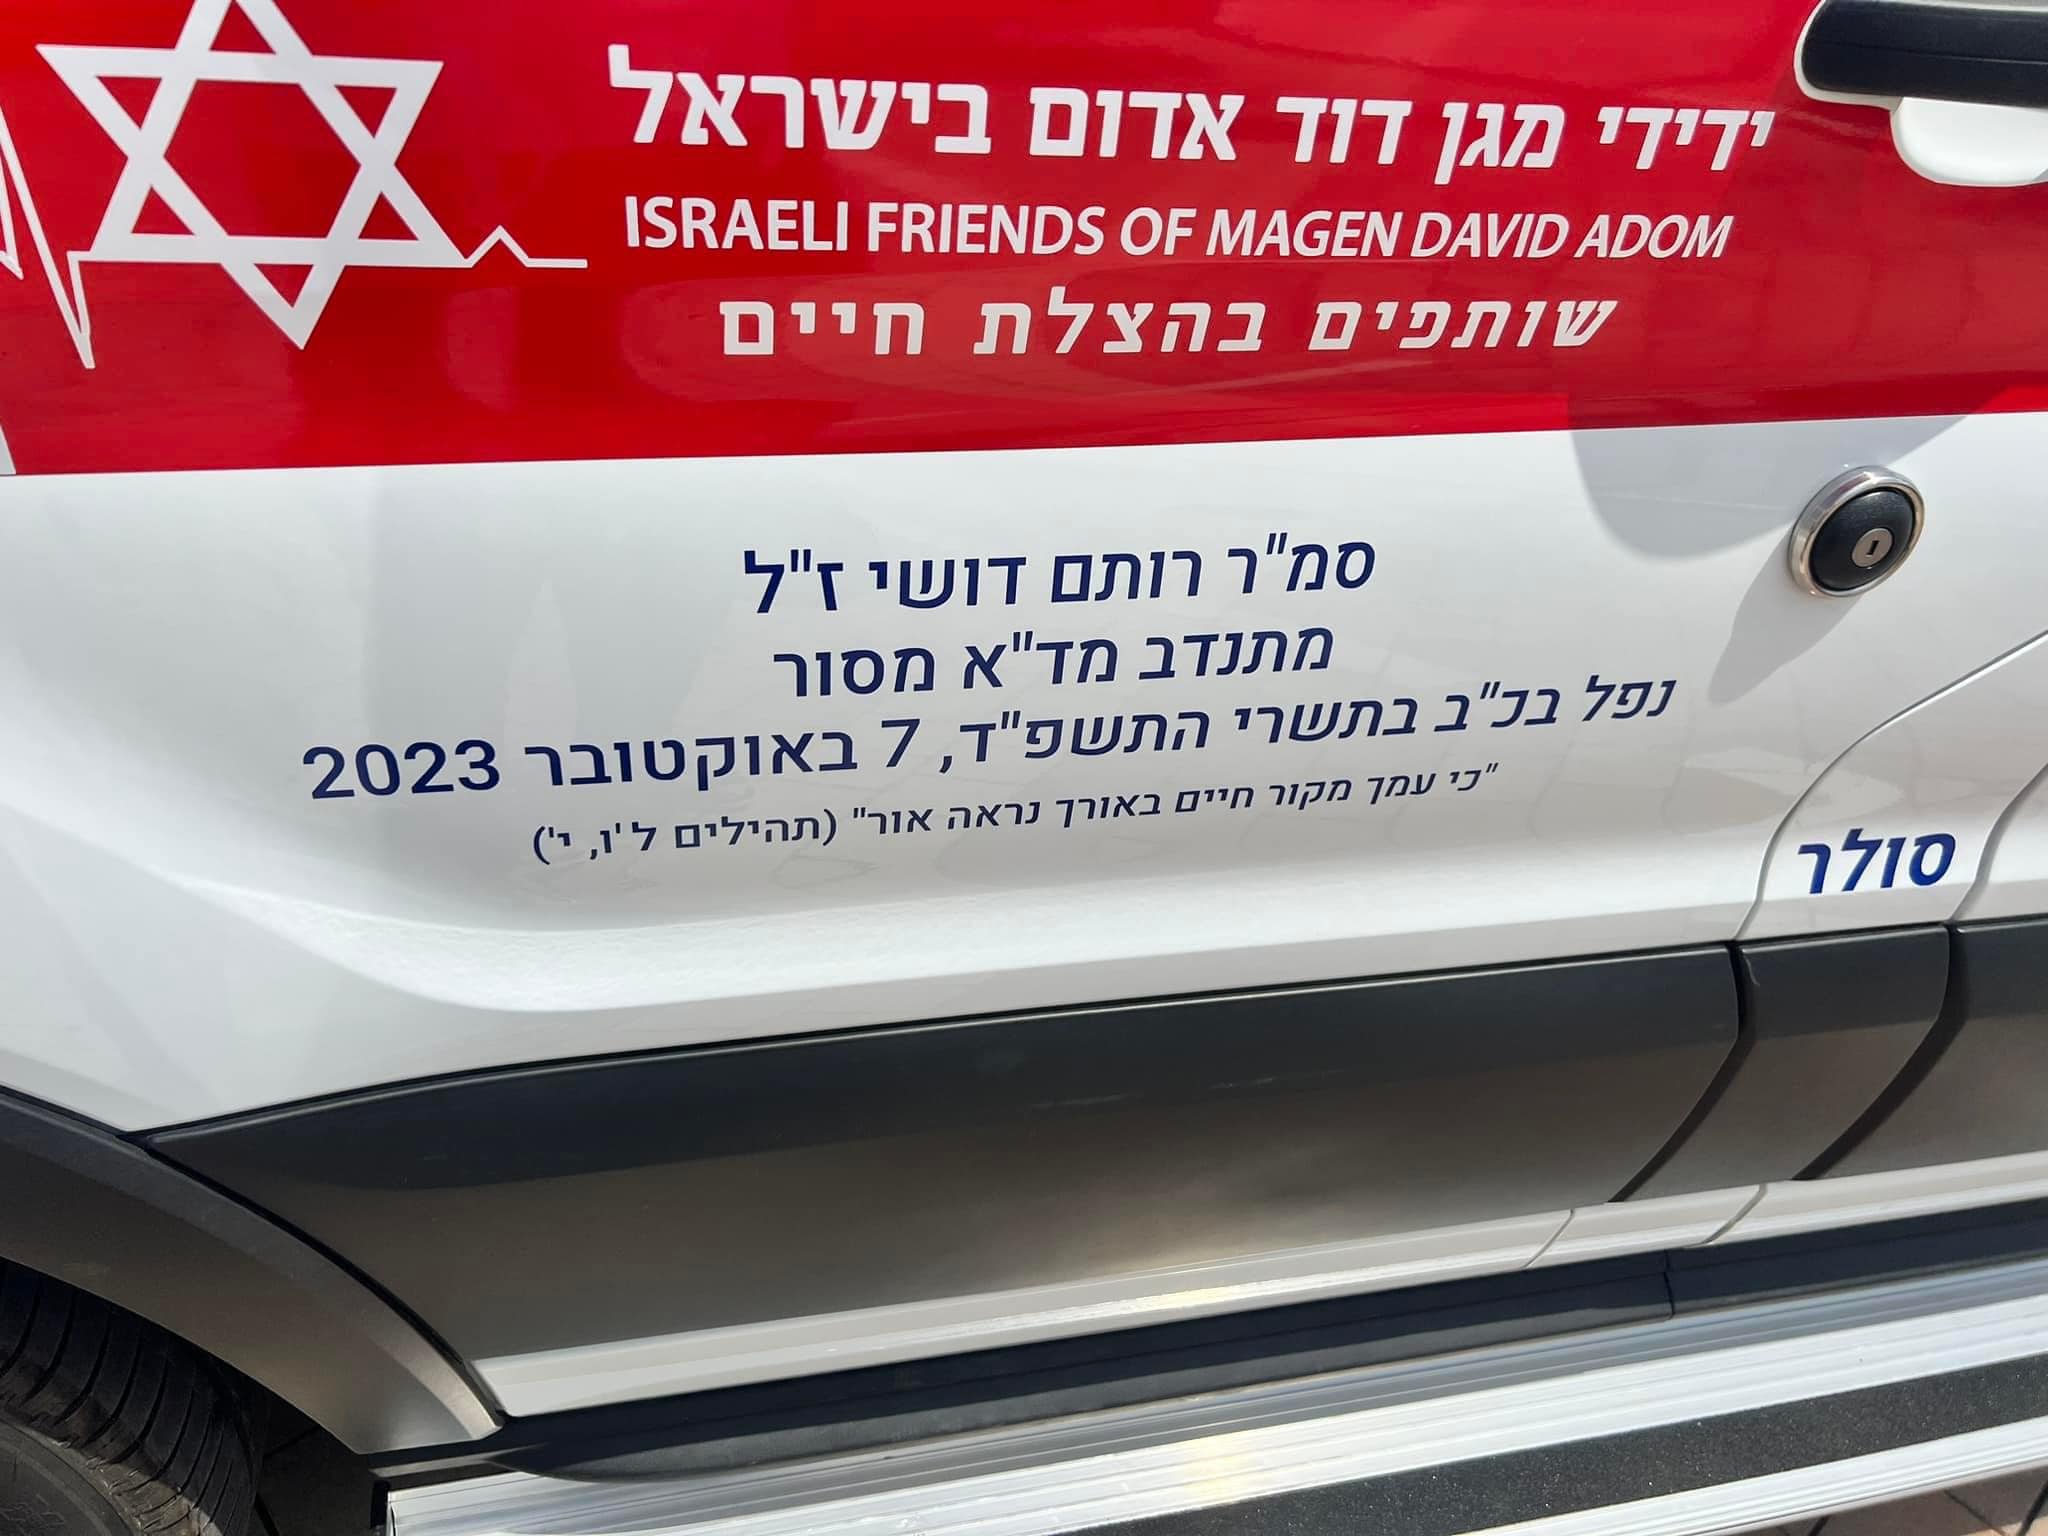 ידידי מגן דוד אדום בישראל
ISRAELI FRIENDS OF MAGEN DAVID ADOM
שותפים בהצלת חיים
סמ"ר רותם דושי ז"ל
מתנדב מד"א מסור
נפל בכ"ב בתשרי התשפ"ד, 7 באוקטובר 2023
"כי עמך מקור חיים באורך נראה אור" (תהילים ל'ו, י')
סולר